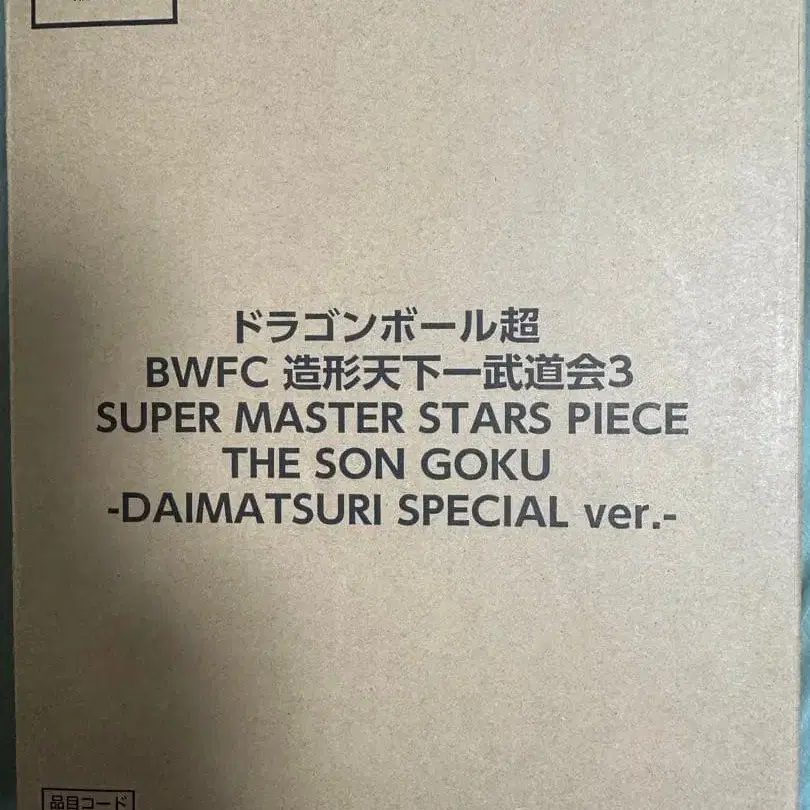 ドラゴンボール超
BWFC 造形天下一武道会3
SUPER MASTER STARS PIECE
THE SON GOKU
-DAIMATSURI SPECIAL ver.-
品目コード